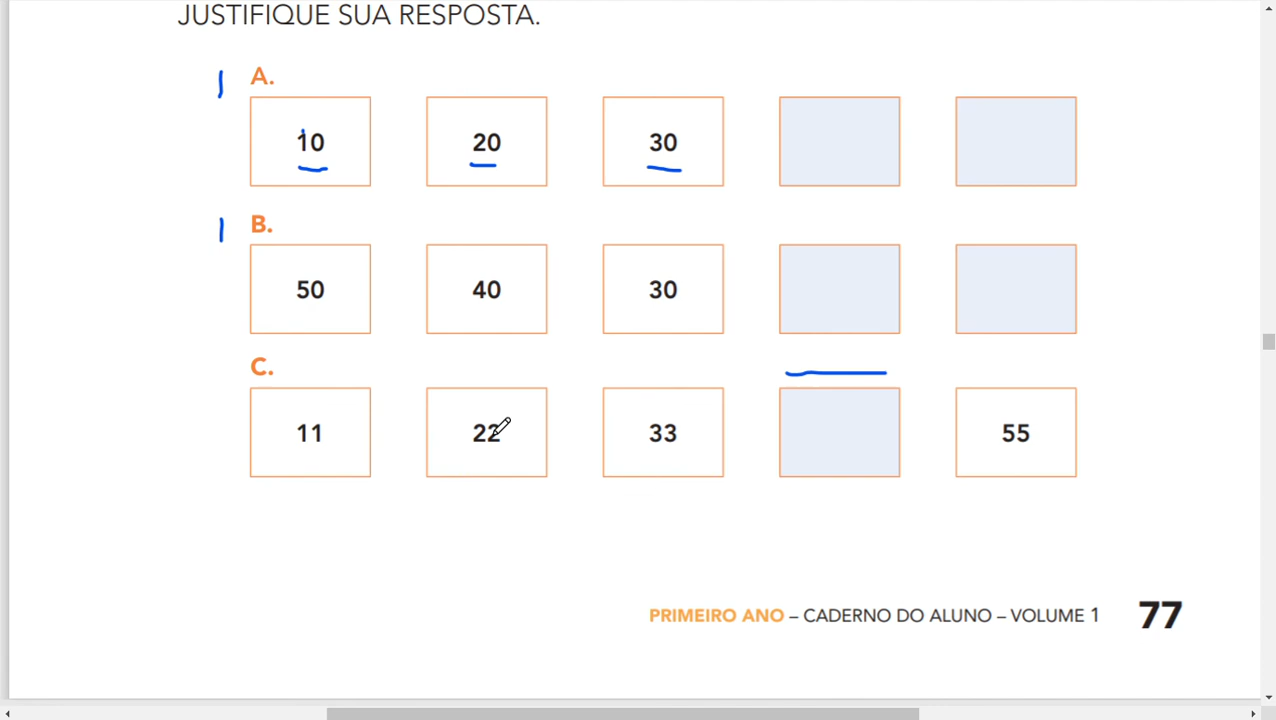 JUSTIFIQUE SUA RESPOSTA.
A.
10 20 30
B.
50 40 30
C.
11 22 33 55
PRIMEIRO ANO – CADERNO DO ALUNO – VOLUME 1 77